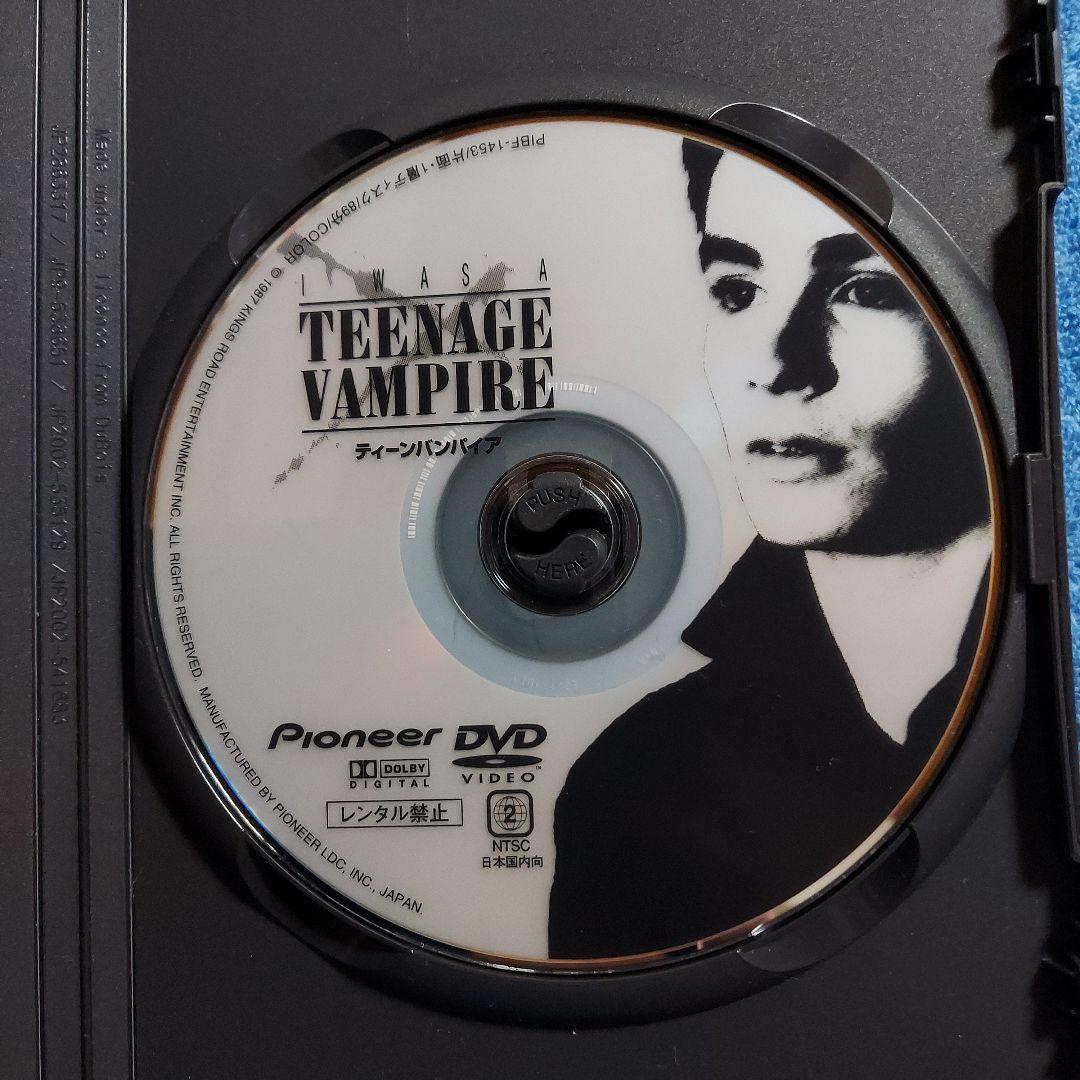 I WAS A
TEENAGE
VAMPIRE
ティーンバンパイア
PUSH
HERE
Pioneer
DVD
VIDEO
DOLBY
DIGITAL
レンタル禁止
2
NTSC
日本国内向
PIBF-1453/片面・1層ディスク/89分/COLOR © 1987 KINGS ROAD ENTERTAINMENT INC. ALL RIGHTS RESERVED. MANUFACTURED BY PIONEER LDC, INC., JAPAN.
Made under a license from Dubois